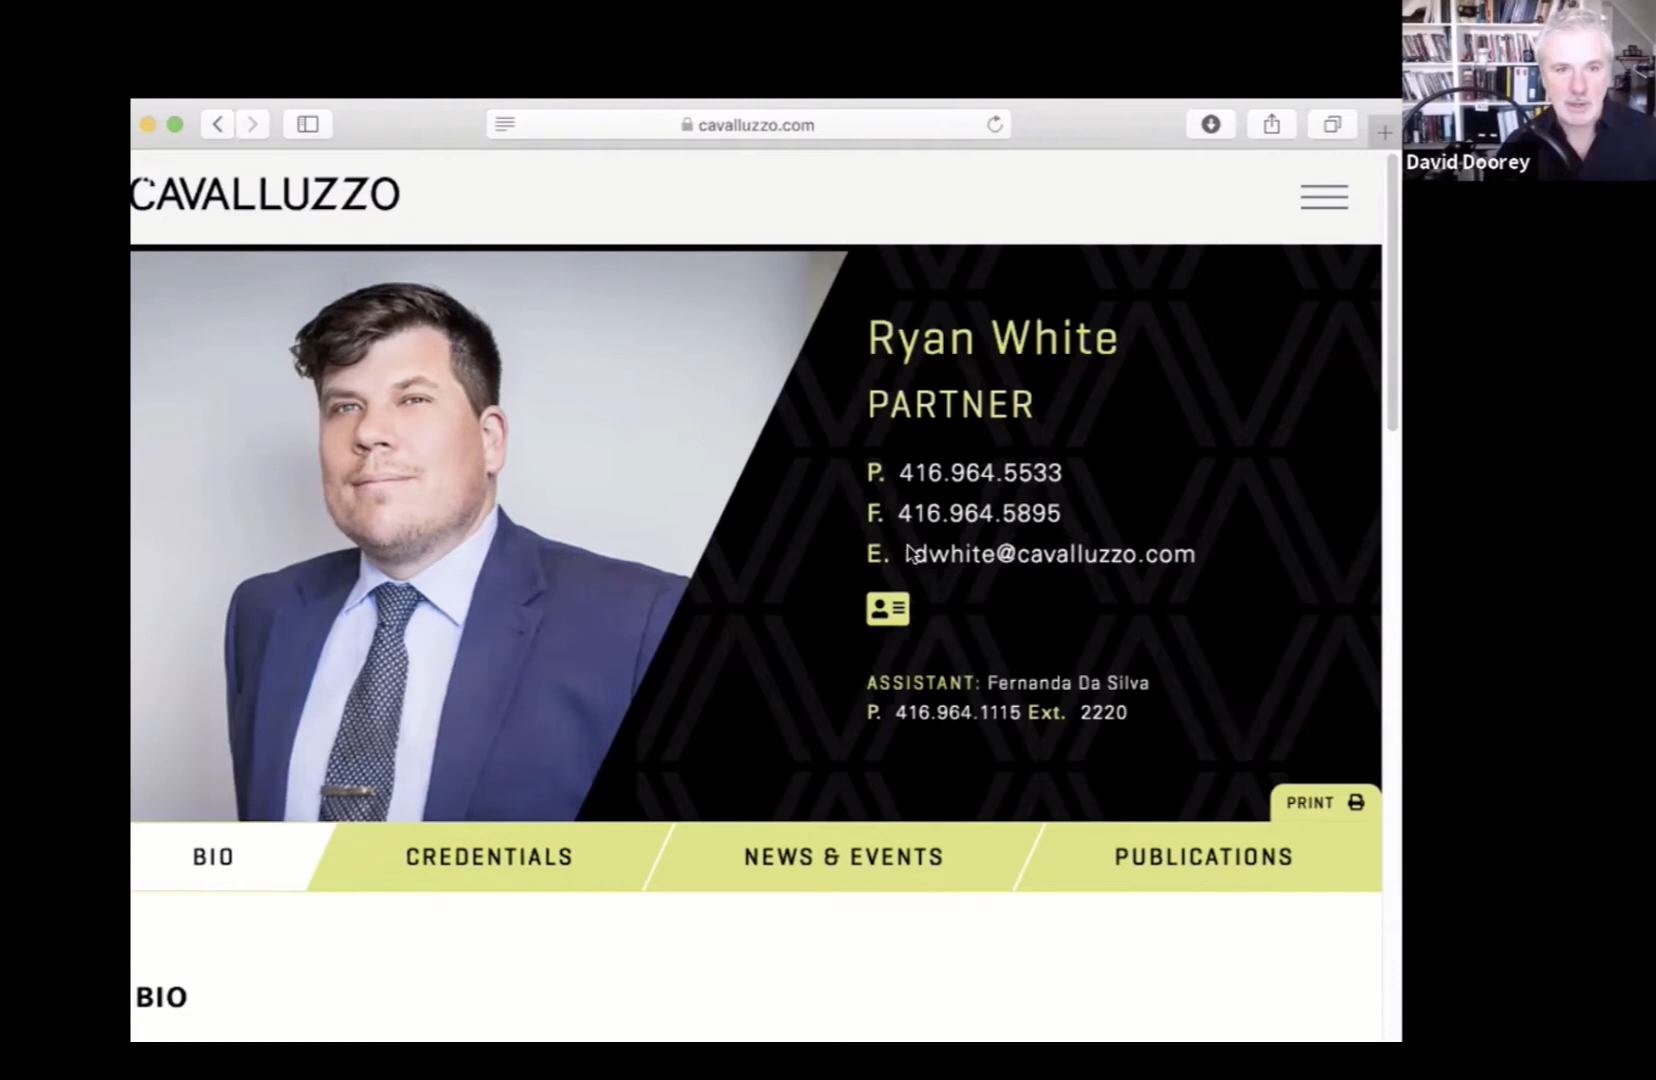 cavalluzzo.com
David Doorey
CAVALLUZZO
Ryan White
PARTNER
P. 416.964.5533
F. 416.964.5895
E. dwhite@cavalluzzo.com
ASSISTANT: Fernanda Da Silva
P. 416.964.1115 Ext. 2220
PRINT
BIO
CREDENTIALS
NEWS & EVENTS
PUBLICATIONS
BIO